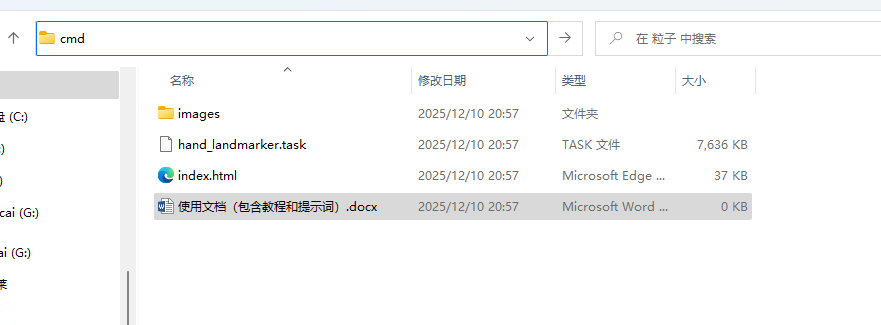 cmd
在 粒子 中搜索
名称 修改日期 类型 大小
images 2025/12/10 20:57 文件夹
hand_landmarker.task 2025/12/10 20:57 TASK 文件 7,636 KB
index.html 2025/12/10 20:57 Microsoft Edge ... 37 KB
使用文档（包含教程和提示词）.docx 2025/12/10 20:57 Microsoft Word ... 0 KB
(C:)
cai (G:)
ai (G:)